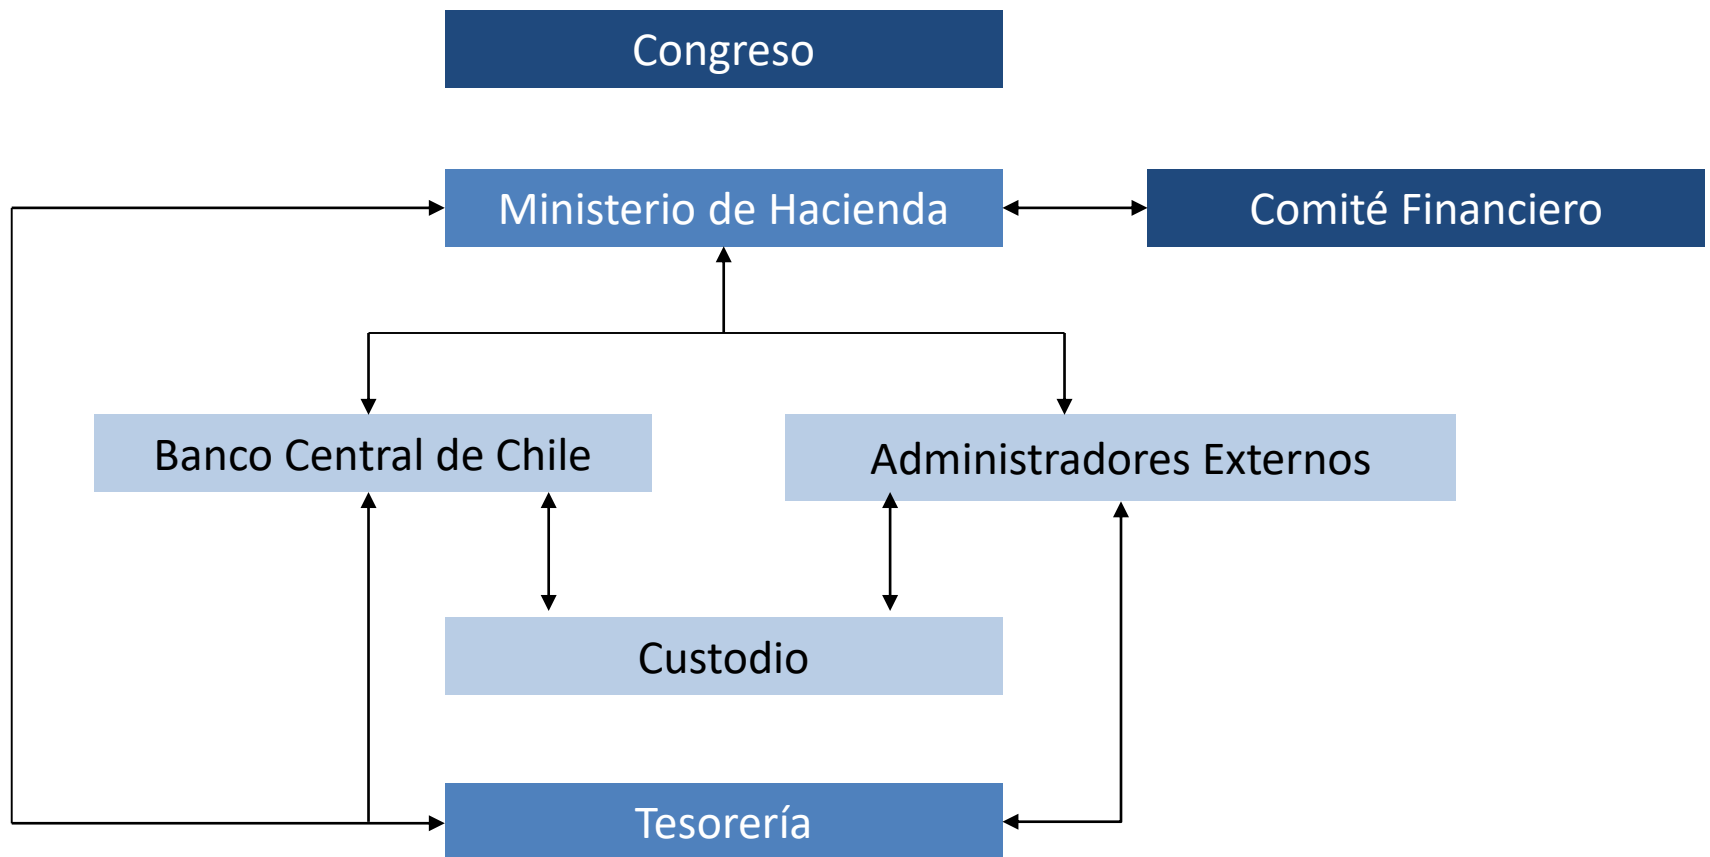 Congreso
Ministerio de Hacienda
Comité Financiero
Banco Central de Chile
Administradores Externos
Custodio
Tesorería